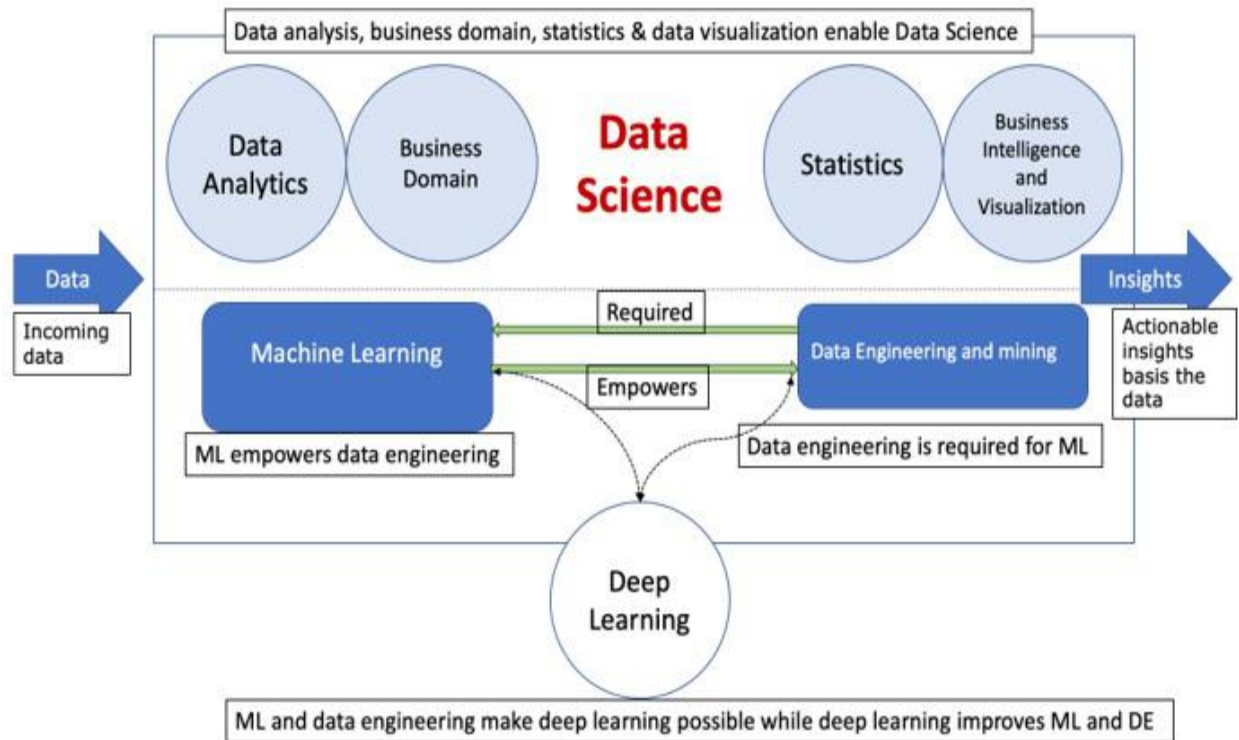 Data analysis, business domain, statistics & data visualization enable Data Science
Data
Analytics
Business
Domain
Data
Science
Statistics
Business
Intelligence
and
Visualization
Data
Incoming
data
Insights
Actionable
insights
basis the
data
Machine Learning
Required
Empowers
Data Engineering and mining
ML empowers data engineering
Data engineering is required for ML
Deep
Learning
ML and data engineering make deep learning possible while deep learning improves ML and DE